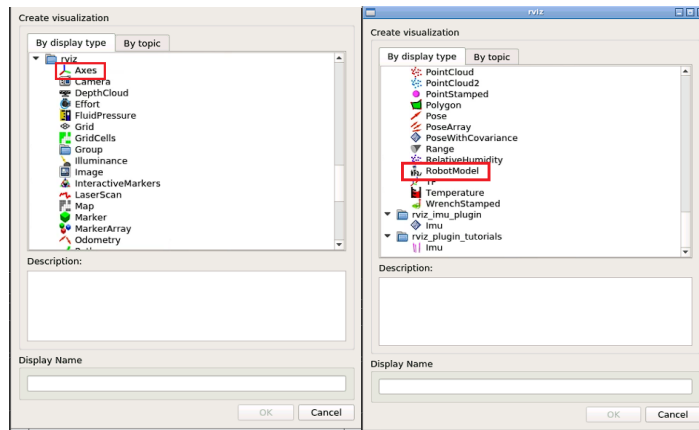 Create visualization
By display type
By topic
rviz
Axes
Camera
DepthCloud
Effort
FluidPressure
Grid
GridCells
Group
Illuminance
Image
InteractiveMarkers
LaserScan
Map
Marker
MarkerArray
Odometry
Description:
Display Name
OK
Cancel
rviz
Create visualization
By display type
By topic
PointCloud
PointCloud2
PointStamped
Polygon
Pose
PoseArray
PoseWithCovariance
Range
RelativeHumidity
RobotModel
TF
Temperature
WrenchStamped
rviz_imu_plugin
Imu
rviz_plugin_tutorials
Imu
Description:
Display Name
OK
Cancel